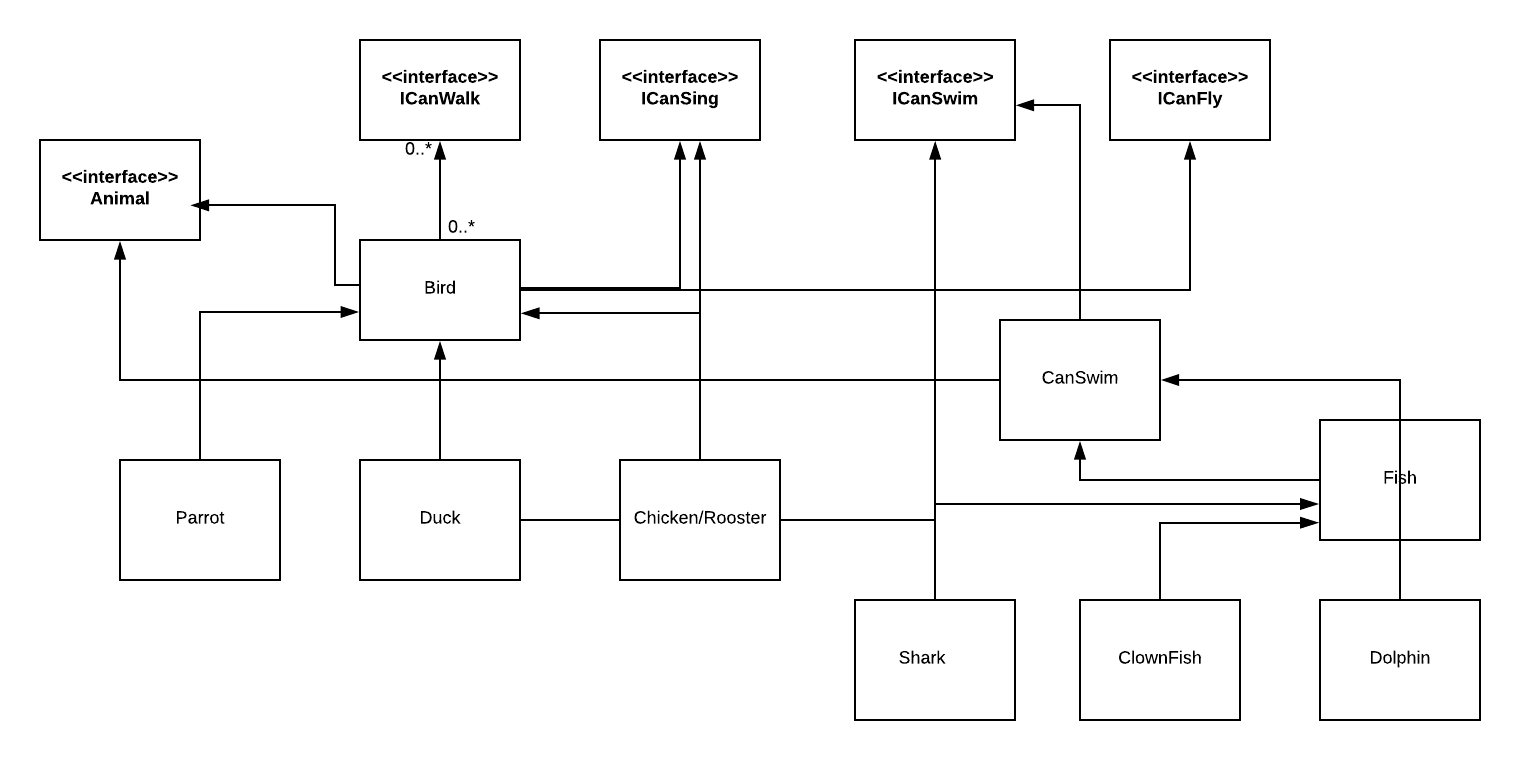 <<interface>>
ICanWalk
<<interface>>
ICanSing
<<interface>>
ICanSwim
<<interface>>
ICanFly
0..*
<<interface>>
Animal
0..*
Bird
CanSwim
Fish
Parrot
Duck
Chicken/Rooster
Shark
ClownFish
Dolphin